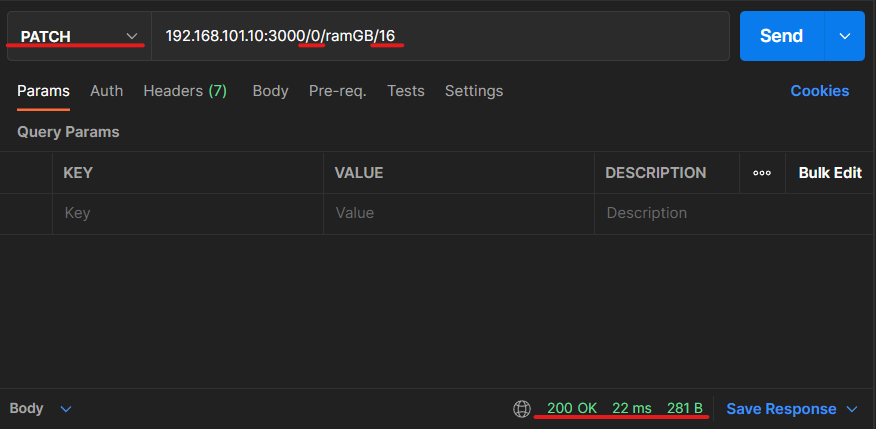 PATCH 192.168.101.10:3000/0/ramGB/16 Send
Params Auth Headers (7) Body Pre-req. Tests Settings Cookies
Query Params
KEY VALUE DESCRIPTION ooo Bulk Edit
Key Value Description
Body 200 OK 22 ms 281 B Save Response